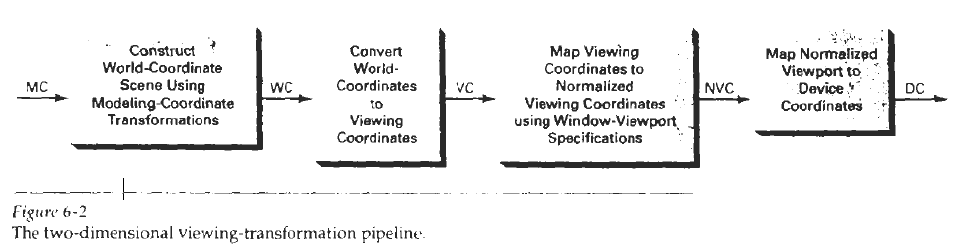 MC
Construct
World-Coordinate
Scene Using
Modeling-Coordinate
Transformations
WC
Convert
World-
Coordinates
to
Viewing
Coordinates
VC
Map Viewing
Coordinates to
Normalized
Viewing Coordinates
using Window-Viewport
Specifications
NVC
Map Normalized
Viewport to
Device
Coordinates
DC
Figure 6-2
The two-dimensional viewing-transformation pipeline.